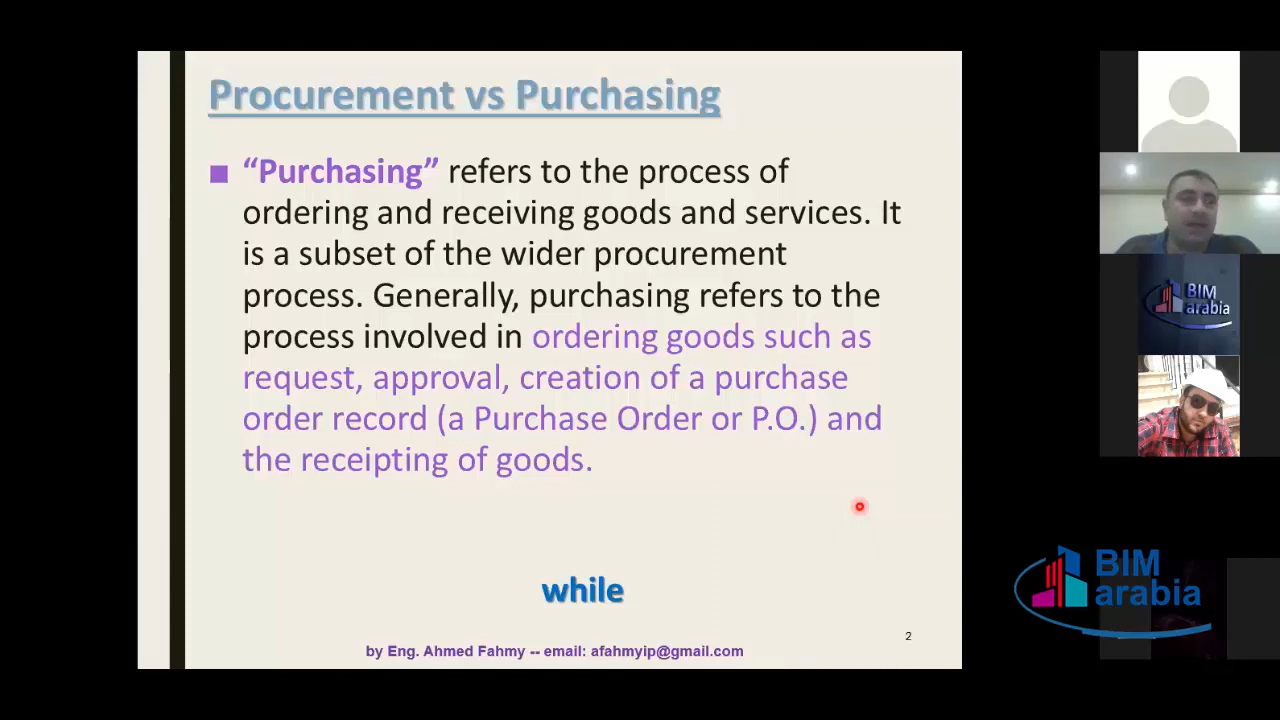 Procurement vs Purchasing
■ “Purchasing” refers to the process of
ordering and receiving goods and services. It
is a subset of the wider procurement
process. Generally, purchasing refers to the
process involved in ordering goods such as
request, approval, creation of a purchase
order record (a Purchase Order or P.O.) and
the receipting of goods.
while
by Eng. Ahmed Fahmy -- email: afahmyip@gmail.com
2
BIM
arabia
BIM
arabia